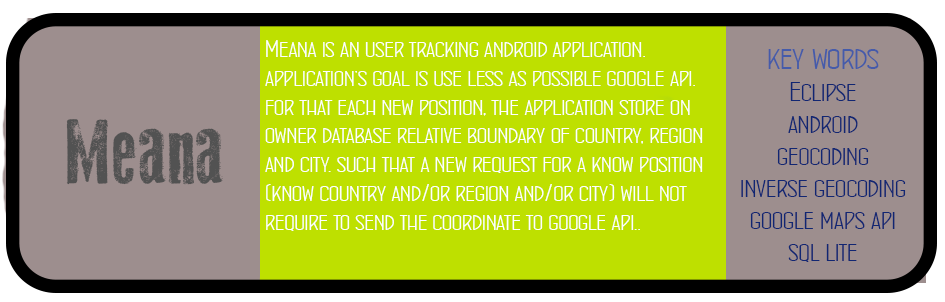 Meana
MEANA IS AN USER TRACKING ANDROID APPLICATION.
APPLICATION'S GOAL IS USE LESS AS POSSIBLE GOOGLE API.
FOR THAT EACH NEW POSITION, THE APPLICATION STORE ON
OWNER DATABASE RELATIVE BOUNDARY OF COUNTRY, REGION
AND CITY. SUCH THAT A NEW REQUEST FOR A KNOW POSITION
(KNOW COUNTRY AND/OR REGION AND/OR CITY) WILL NOT
REQUIRE TO SEND THE COORDINATE TO GOOGLE API..
KEY WORDS
ECLIPSE
ANDROID
GEOCODING
INVERSE GEOCODING
GOOGLE MAPS API
SQL LITE